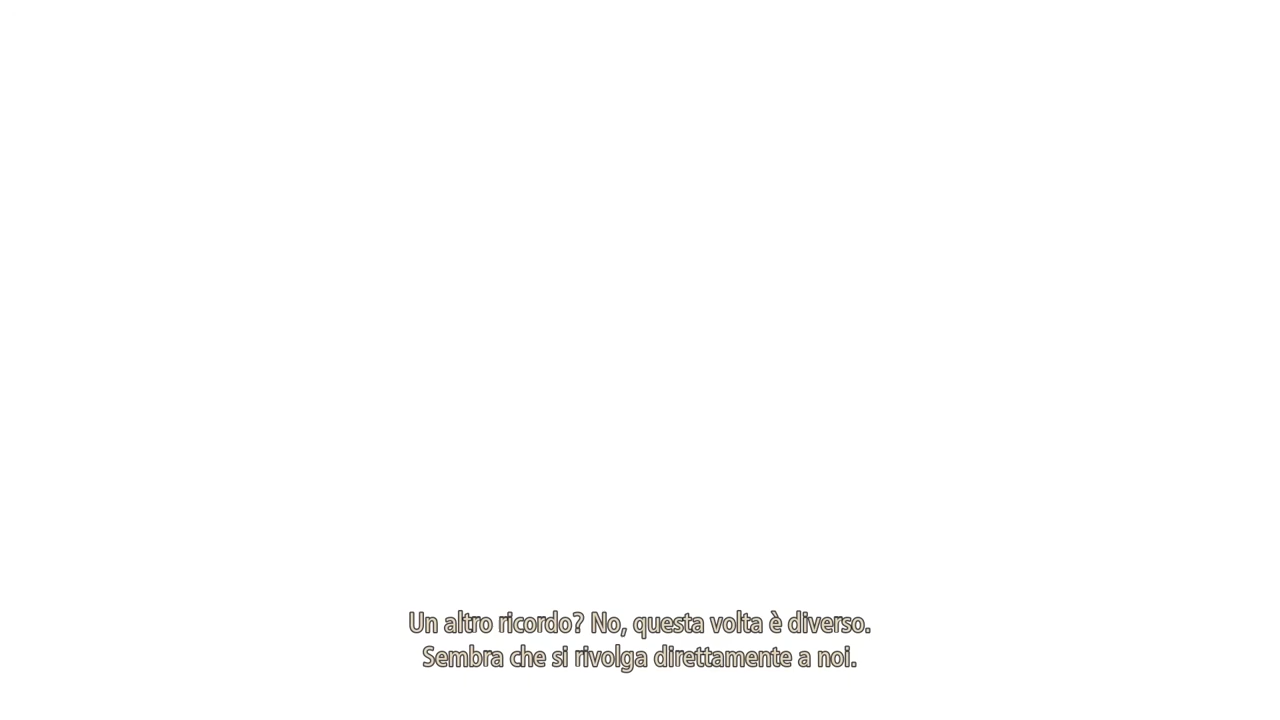 Un altro ricordo? No, questa volta è diverso.
Sembra che si rivolga direttamente a noi.